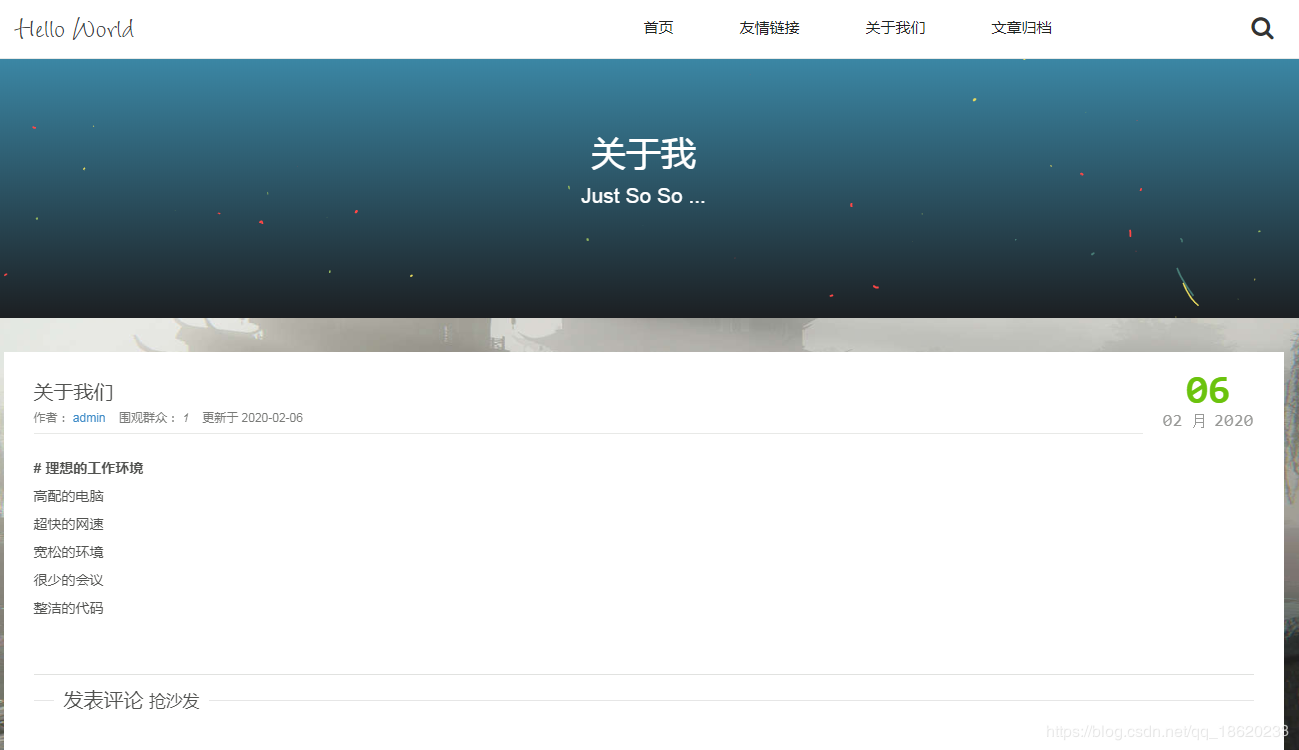 Hello World
首页 友情链接 关于我们 文章归档
关于我
Just So So ...
关于我们
作者： admin 围观群众： 1 更新于 2020-02-06
06
02 月 2020
# 理想的工作环境
高配的电脑
超快的网速
宽松的环境
很少的会议
整洁的代码
发表评论 抢沙发
https://blog.csdn.net/qq_18620233